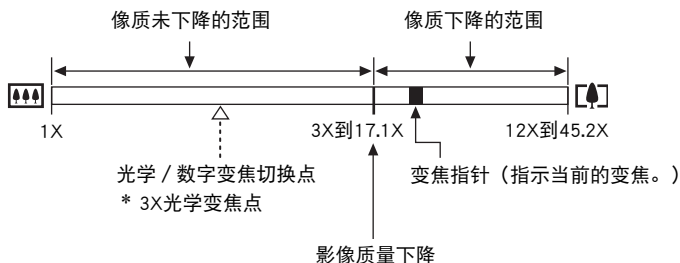 像质未下降的范围
像质下降的范围
1X
3X到17.1X
12X到45.2X
光学 / 数字变焦切换点
* 3X光学变焦点
变焦指针（指示当前的变焦。）
影像质量下降